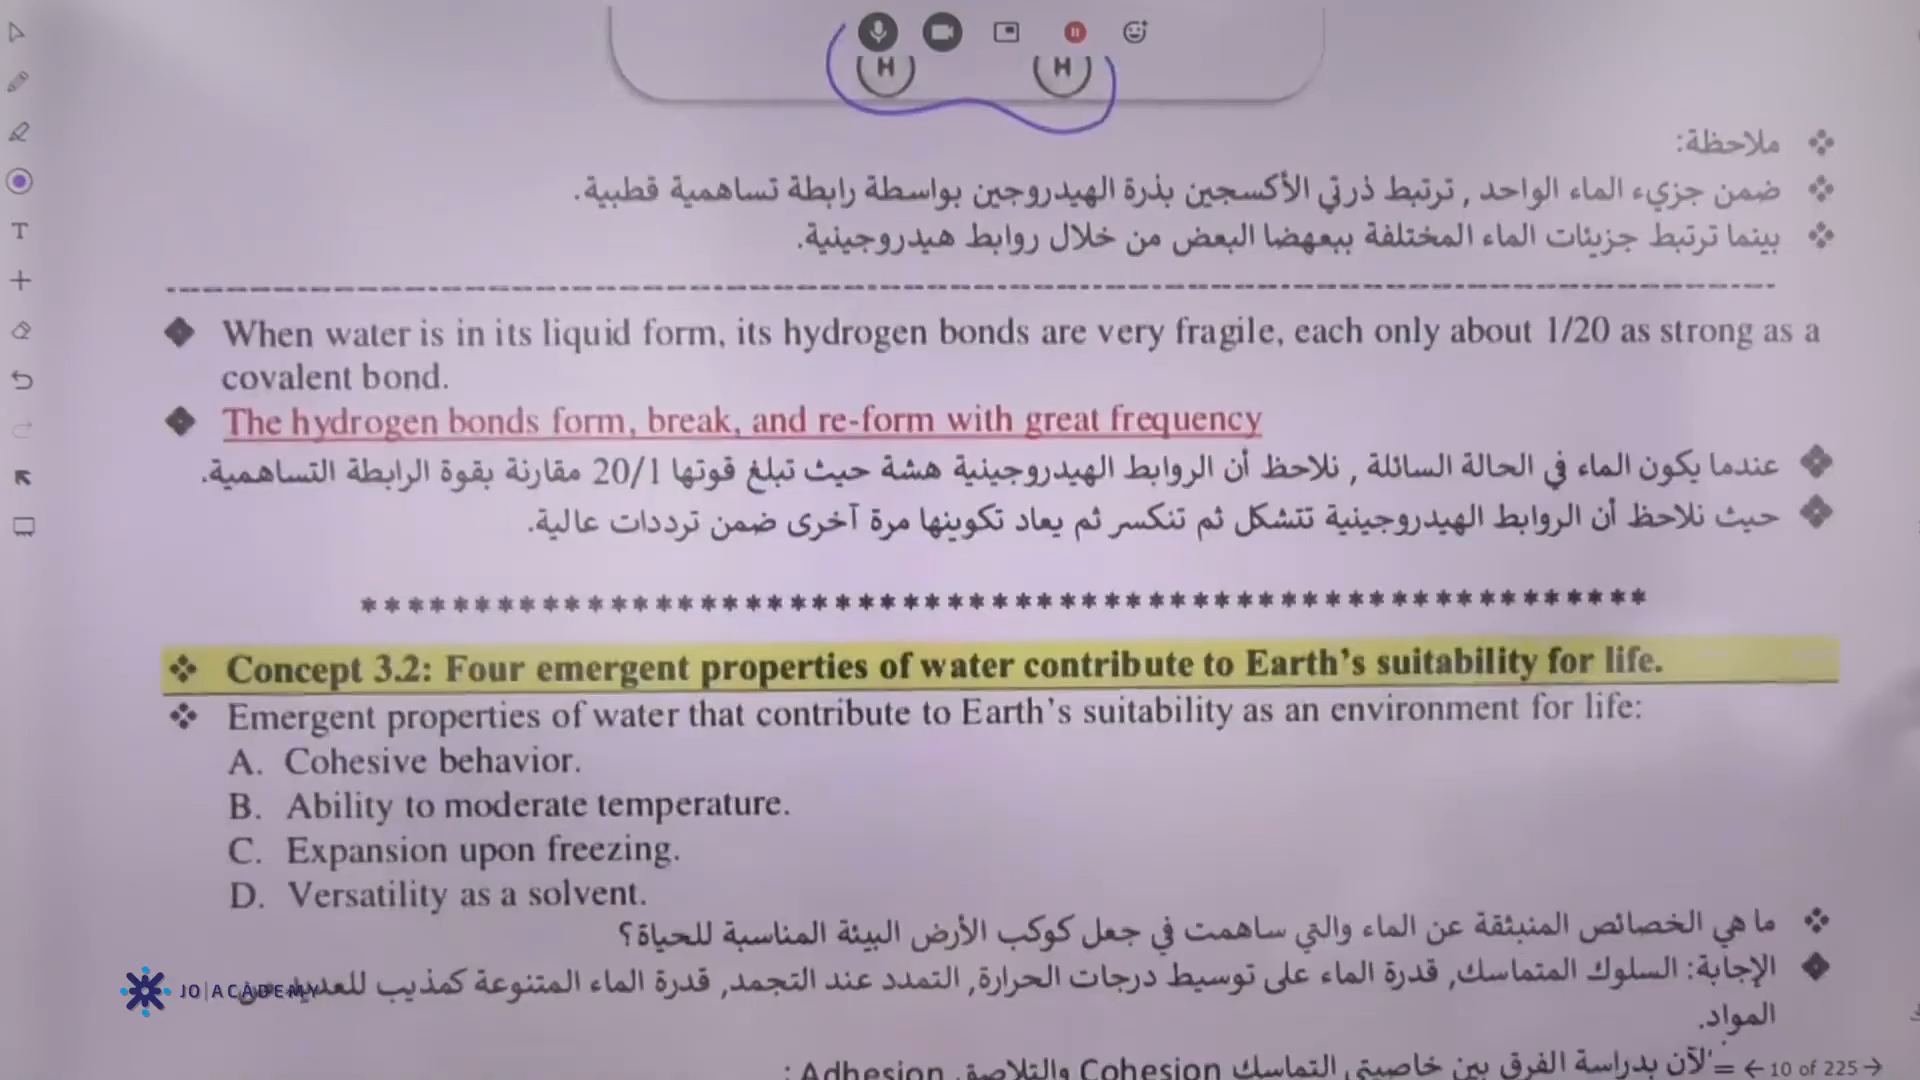 H H
ملاحظة:
ضمن جزيء الماء الواحد , ترتبط ذرتي الأكسجين بذرة الهيدروجين بواسطة رابطة تساهمية قطبية.
بينما ترتبط جزيئات الماء المختلفة ببعهضا البعض من خلال روابط هيدروجينية.
When water is in its liquid form, its hydrogen bonds are very fragile, each only about 1/20 as strong as a
covalent bond.
The hydrogen bonds form, break, and re-form with great frequency
عندما يكون الماء في الحالة السائلة , نلاحظ أن الروابط الهيدروجينية هشة حيث تبلغ قوتها 20/1 مقارنة بقوة الرابطة التساهمية.
حيث نلاحظ أن الروابط الهيدروجينية تتشكل ثم تنكسر ثم يعاد تكوينها مرة آخرى ضمن ترددات عالية.
Concept 3.2: Four emergent properties of water contribute to Earth's suitability for life.
Emergent properties of water that contribute to Earth's suitability as an environment for life:
A. Cohesive behavior.
B. Ability to moderate temperature.
C. Expansion upon freezing.
D. Versatility as a solvent.
ما هي الخصائص المنبثقة عن الماء والتي ساهمت في جعل كوكب الأرض البيئة المناسبة للحياة؟
الإجابة: السلوك المتماسك, قدرة الماء على توسيط درجات الحرارة, التمدد عند التجمد, قدرة الماء المتنوعة كمذيب
JO ACADEMY
المواد.
بدراسة الفرق بين خاصيتي التماسك Cohesion والتلاصق Adhesion :
10 of 225